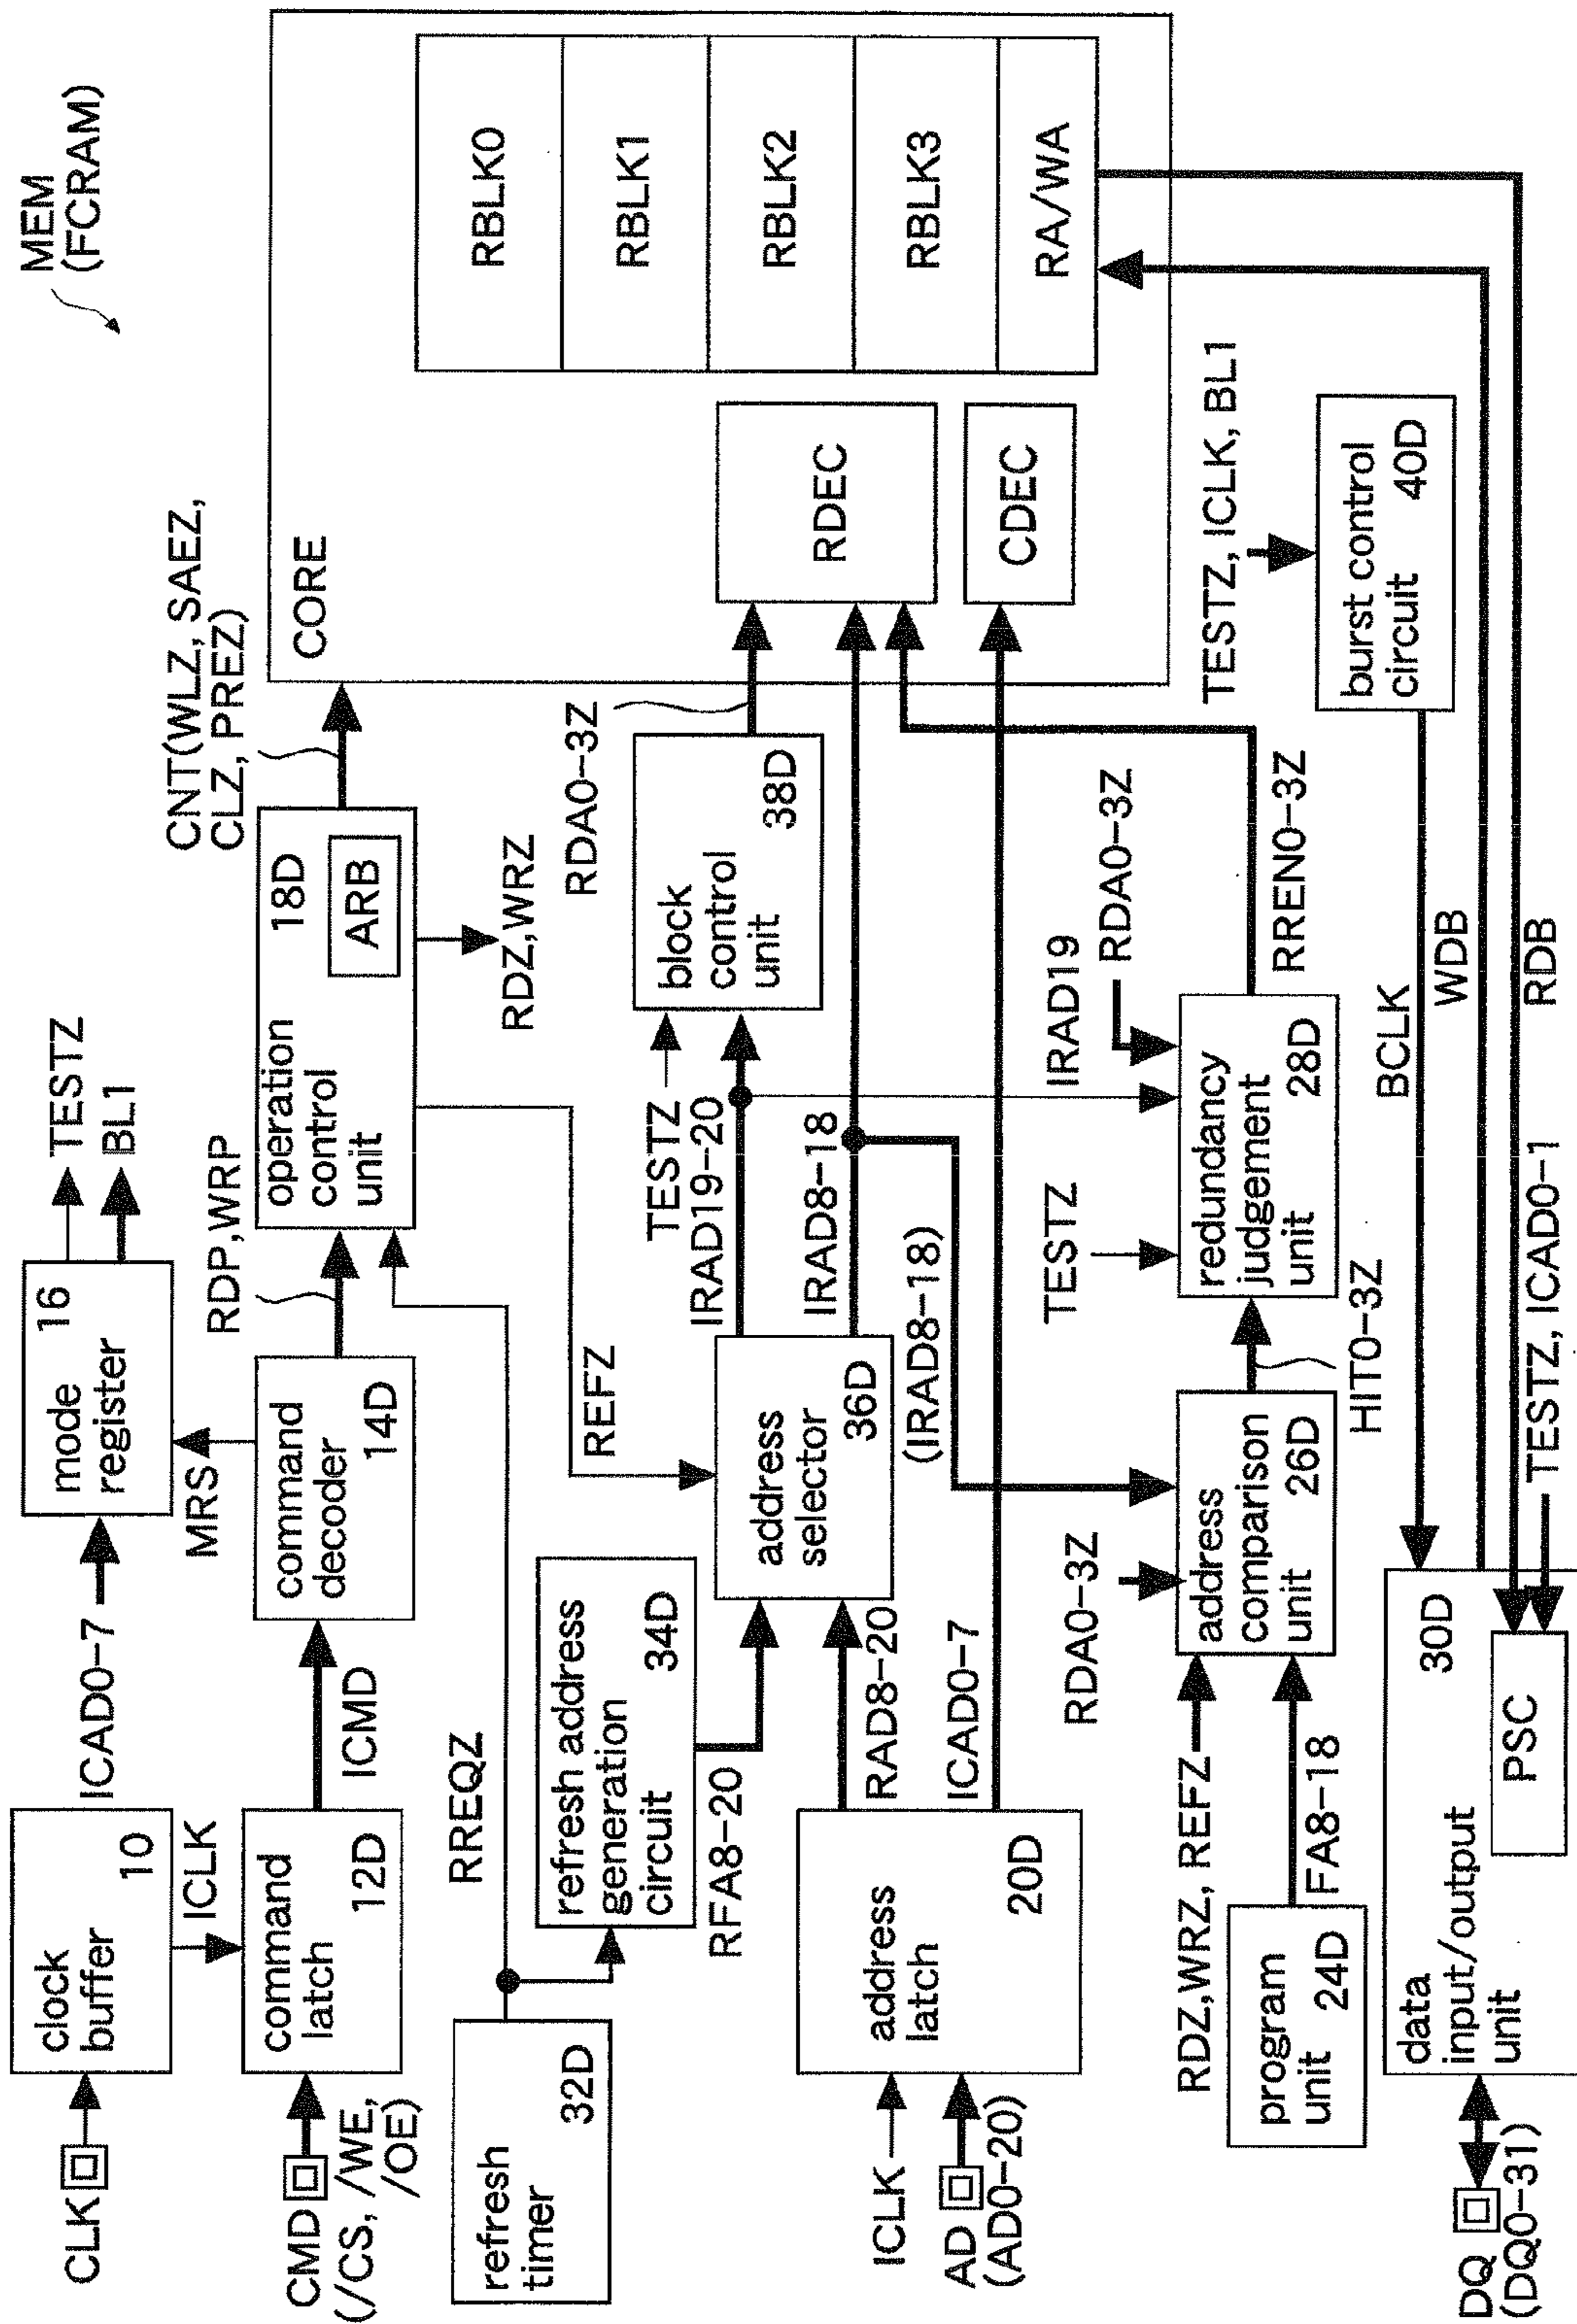 MEM
(FCRAM)
CLK
clock
buffer
10
ICAD0-7
mode
register
16
TESTZ
BL1
ICLK
MRS
CMD
(/CS, /WE,
/OE)
command
latch
12D
ICMD
command
decoder
14D
RDP,WRP
operation
control
unit
18D
ARB
CNT(WLZ, SAEZ,
CLZ, PREZ)
RDZ,WRZ
CORE
RBLK0
RBLK1
RBLK2
RBLK3
RA/WA
RDEC
CDEC
refresh
timer
32D
RREQZ
refresh address
generation
circuit
34D
RFA8-20
REFZ
address
selector
36D
TESTZ
IRAD19-20
IRAD8-18
(IRAD8-18)
block
control
unit
38D
RDA0-3Z
ICLK
AD
(AD0-20)
address
latch
20D
RAD8-20
ICAD0-7
RDZ,WRZ, REFZ
RDA0-3Z
program
unit
24D
FA8-18
address
comparison
unit
26D
HIT0-3Z
TESTZ
IRAD19
RDA0-3Z
redundancy
judgement
unit
28D
RREN0-3Z
TESTZ, ICLK, BL1
burst control
circuit
40D
BCLK
WDB
RDB
DQ
(DQ0-31)
data
input/output
unit
30D
PSC
TESTZ, ICAD0-1